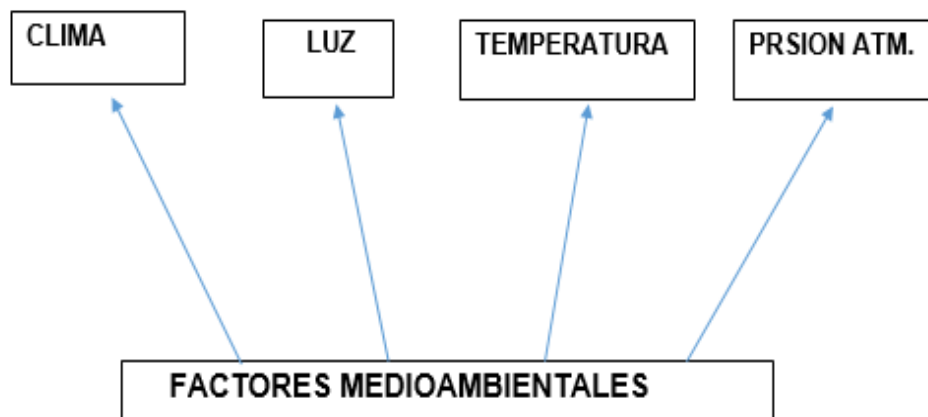 CLIMA
LUZ
TEMPERATURA
PRSION ATM.
FACTORES MEDIOAMBIENTALES